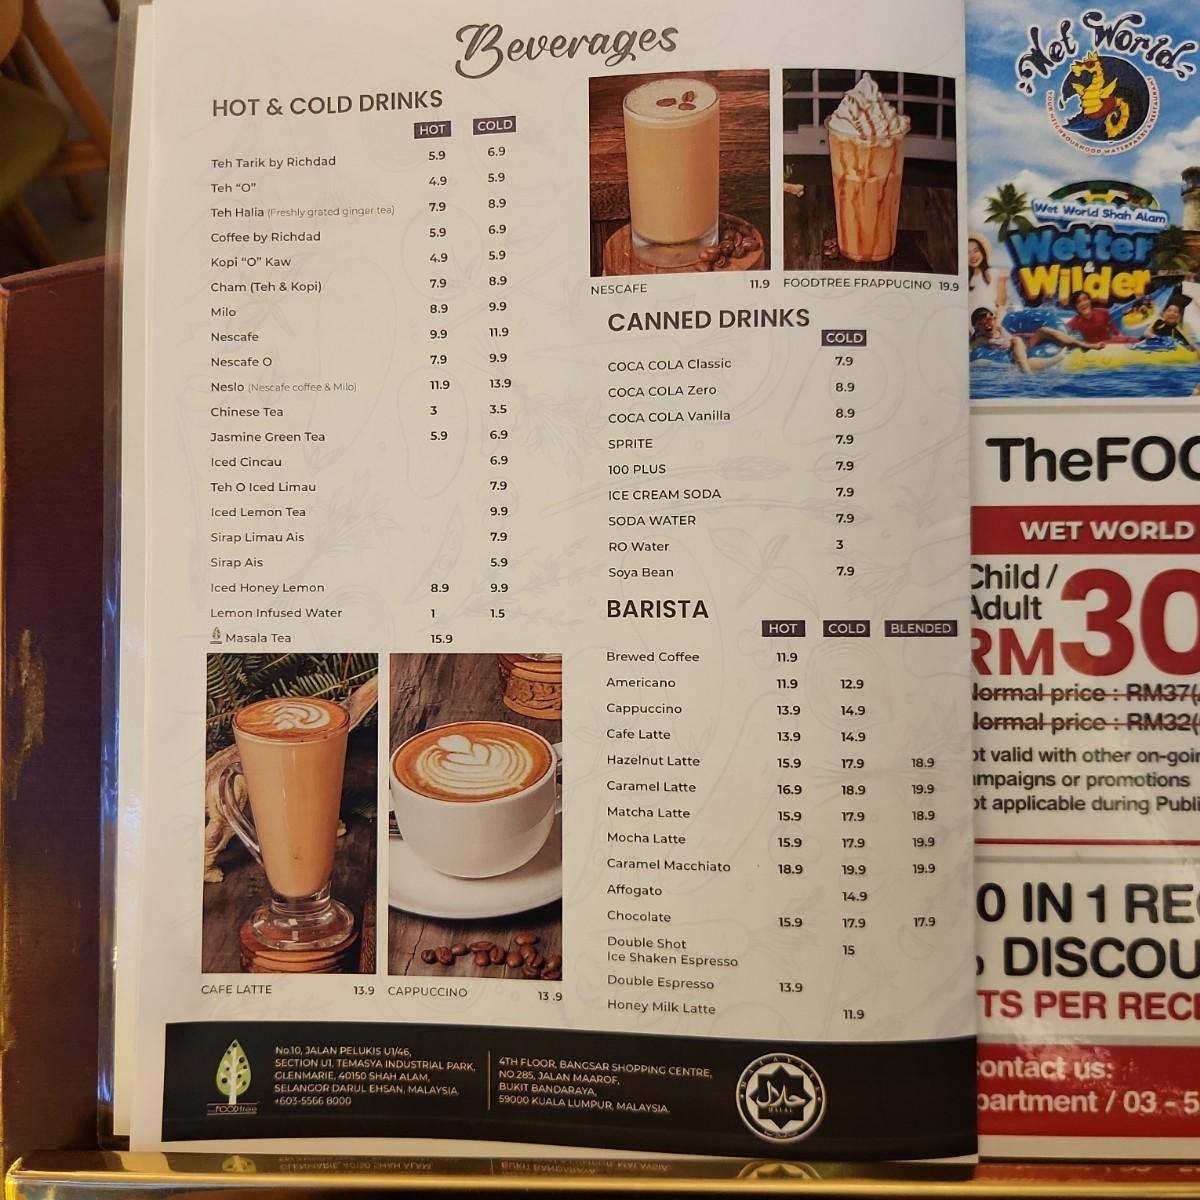 Beverages
HOT & COLD DRINKS
HOT COLD
Teh Tarik by Richdad 5.9 6.9
Teh “O” 4.9 5.9
Teh Halia (Freshly grated ginger tea) 7.9 8.9
Coffee by Richdad 5.9 6.9
Kopi “O” Kaw 4.9 5.9
Cham (Teh & Kopi) 7.9 8.9
Milo 8.9 9.9
Nescafe 9.9 11.9
Nescafe O 7.9 9.9
Neslo (Nescafe coffee & Milo) 11.9 13.9
Chinese Tea 3 3.5
Jasmine Green Tea 5.9 6.9
Iced Cincau 6.9
Teh O Iced Limau 7.9
Iced Lemon Tea 9.9
Sirap Limau Ais 7.9
Sirap Ais 5.9
Iced Honey Lemon 8.9 9.9
Lemon Infused Water 1 1.5
Masala Tea 15.9
CAFE LATTE 13.9
CAPPUCCINO 13 .9
NESCAFE 11.9
FOODTREE FRAPPUCINO 19.9
CANNED DRINKS
COLD
COCA COLA Classic 7.9
COCA COLA Zero 8.9
COCA COLA Vanilla 8.9
SPRITE 7.9
100 PLUS 7.9
ICE CREAM SODA 7.9
SODA WATER 7.9
RO Water 3
Soya Bean 7.9
BARISTA
HOT COLD BLENDED
Brewed Coffee 11.9
Americano 11.9 12.9
Cappuccino 13.9 14.9
Cafe Latte 13.9 14.9
Hazelnut Latte 15.9 17.9 18.9
Caramel Latte 16.9 18.9 19.9
Matcha Latte 15.9 17.9 18.9
Mocha Latte 15.9 17.9 19.9
Caramel Macchiato 18.9 19.9 19.9
Affogato 14.9
Chocolate 15.9 17.9 17.9
Double Shot
Ice Shaken Espresso 15
Double Espresso 13.9
Honey Milk Latte 11.9
FOODtree
No.10, JALAN PELUKIS U1/46,
SECTION U1, TEMASYA INDUSTRIAL PARK,
GLENMARIE, 40150 SHAH ALAM,
SELANGOR DARUL EHSAN, MALAYSIA.
+603-5566 8000
4TH FLOOR, BANGSAR SHOPPING CENTRE,
NO.285, JALAN MAAROF,
BUKIT BANDARAYA,
59000 KUALA LUMPUR, MALAYSIA.
حلال
HALAL
Wet World
YOUR NEIGHBOURHOOD WATERPARKS & RESTAURANT
Wet World Shah Alam
Wetter
&
Wilder
TheFOO
WET WORLD
Child /
Adult
RM30
Normal price : RM37(
Normal price : RM32(
ot valid with other on-goin
ampaigns or promotions
ot applicable during Publi
0 IN 1 REC
% DISCOU
TS PER RECE
ontact us:
partment / 03 - 5